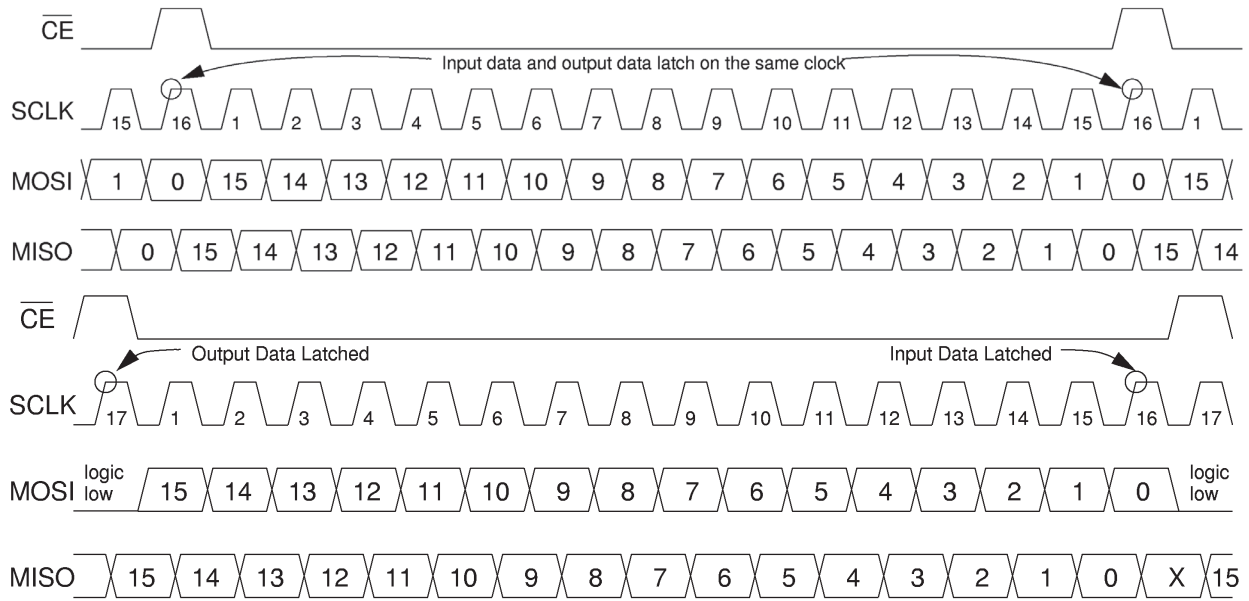 CE
Input data and output data latch on the same clock
SCLK 15 16 1 2 3 4 5 6 7 8 9 10 11 12 13 14 15 16 1
MOSI 1 0 15 14 13 12 11 10 9 8 7 6 5 4 3 2 1 0 15
MISO 0 15 14 13 12 11 10 9 8 7 6 5 4 3 2 1 0 15 14
CE
Output Data Latched Input Data Latched
SCLK 17 1 2 3 4 5 6 7 8 9 10 11 12 13 14 15 16 17
MOSI logic low 15 14 13 12 11 10 9 8 7 6 5 4 3 2 1 0 logic low
MISO 15 14 13 12 11 10 9 8 7 6 5 4 3 2 1 0 X 15